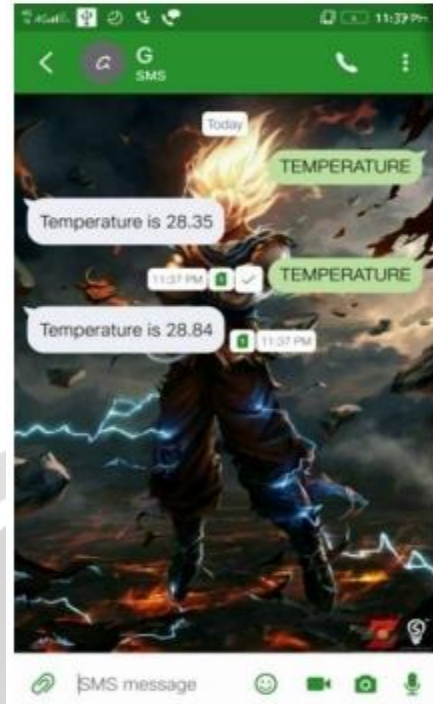 11:39 PM
G
SMS
Today
TEMPERATURE
Temperature is 28.35
11:37 PM
TEMPERATURE
Temperature is 28.84
11:37 PM
SMS message